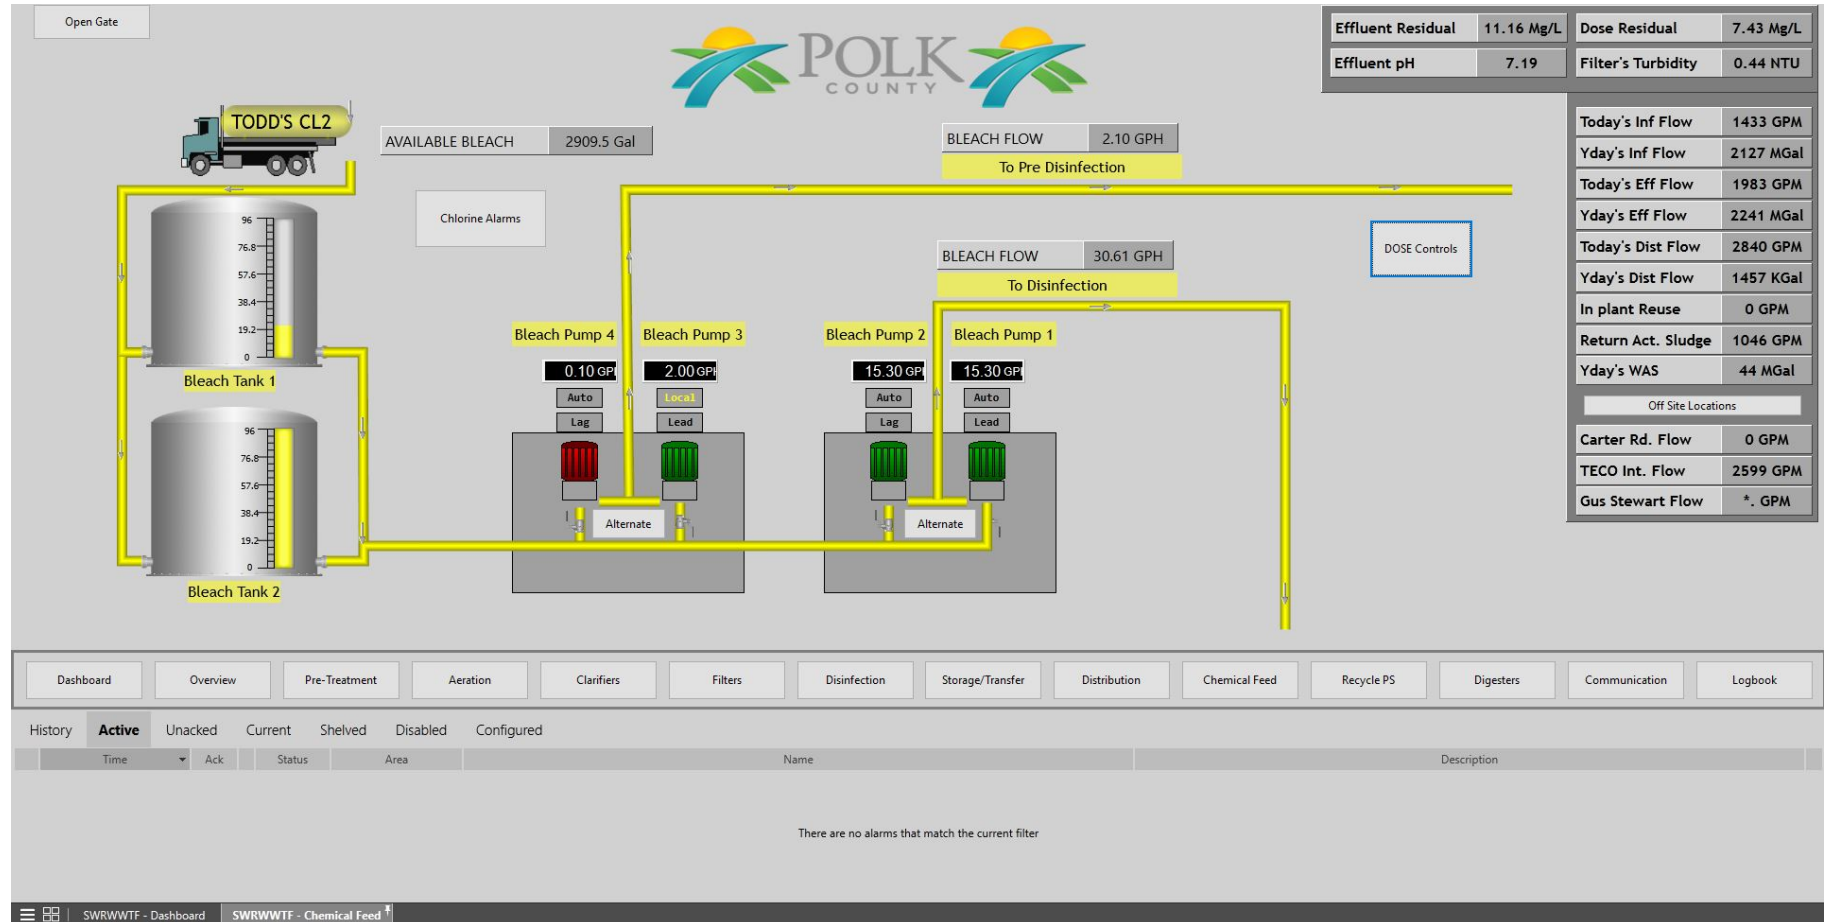 Open Gate
POLK
COUNTY
Effluent Residual 11.16 Mg/L Dose Residual 7.43 Mg/L
Effluent pH 7.19 Filter's Turbidity 0.44 NTU
TODD'S CL2
AVAILABLE BLEACH 2909.5 Gal
BLEACH FLOW 2.10 GPH
To Pre Disinfection
Today's Inf Flow 1433 GPM
Yday's Inf Flow 2127 MGal
Today's Eff Flow 1983 GPM
Yday's Eff Flow 2241 MGal
Today's Dist Flow 2840 GPM
Yday's Dist Flow 1457 KGal
In plant Reuse 0 GPM
Return Act. Sludge 1046 GPM
Yday's WAS 44 MGal
Off Site Locations
Carter Rd. Flow 0 GPM
TECO Int. Flow 2599 GPM
Gus Stewart Flow *. GPM
Chlorine Alarms
DOSE Controls
BLEACH FLOW 30.61 GPH
To Disinfection
96
76.8
57.6
38.4
19.2
0
Bleach Tank 1
96
76.8
57.6
38.4
19.2
0
Bleach Tank 2
Bleach Pump 4 Bleach Pump 3 Bleach Pump 2 Bleach Pump 1
0.10 GPH 2.00 GPH 15.30 GPH 15.30 GPH
Auto Local Auto Auto
Lag Lead Lag Lead
Alternate Alternate
Dashboard Overview Pre-Treatment Aeration Clarifiers Filters Disinfection Storage/Transfer Distribution Chemical Feed Recycle PS Digesters Communication Logbook
History Active Unacked Current Shelved Disabled Configured
Time Ack Status Area Name Description
There are no alarms that match the current filter
SWRWWTF - Dashboard SWRWWTF - Chemical Feed